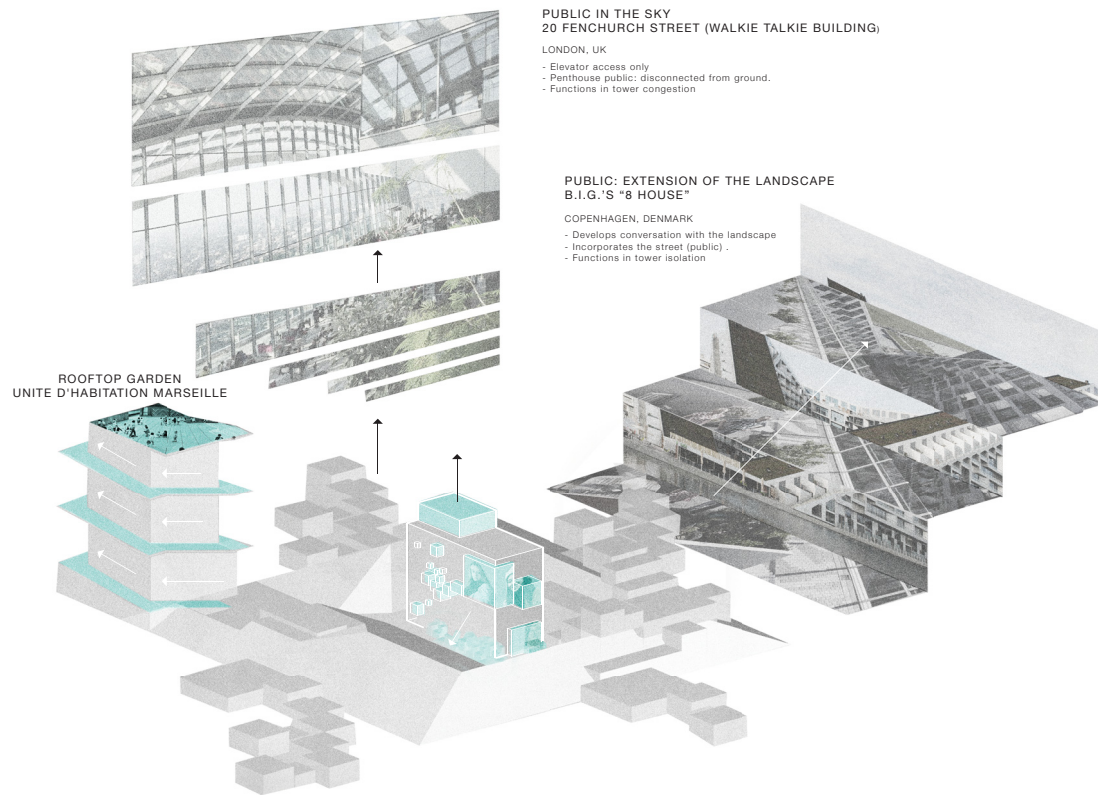 PUBLIC IN THE SKY
20 FENCHURCH STREET (WALKIE TALKIE BUILDING)
LONDON, UK
- Elevator access only
- Penthouse public: disconnected from ground.
- Functions in tower congestion
PUBLIC: EXTENSION OF THE LANDSCAPE
B.I.G.'S “8 HOUSE”
COPENHAGEN, DENMARK
- Develops conversation with the landscape
- Incorporates the street (public) .
- Functions in tower isolation
ROOFTOP GARDEN
UNITE D'HABITATION MARSEILLE